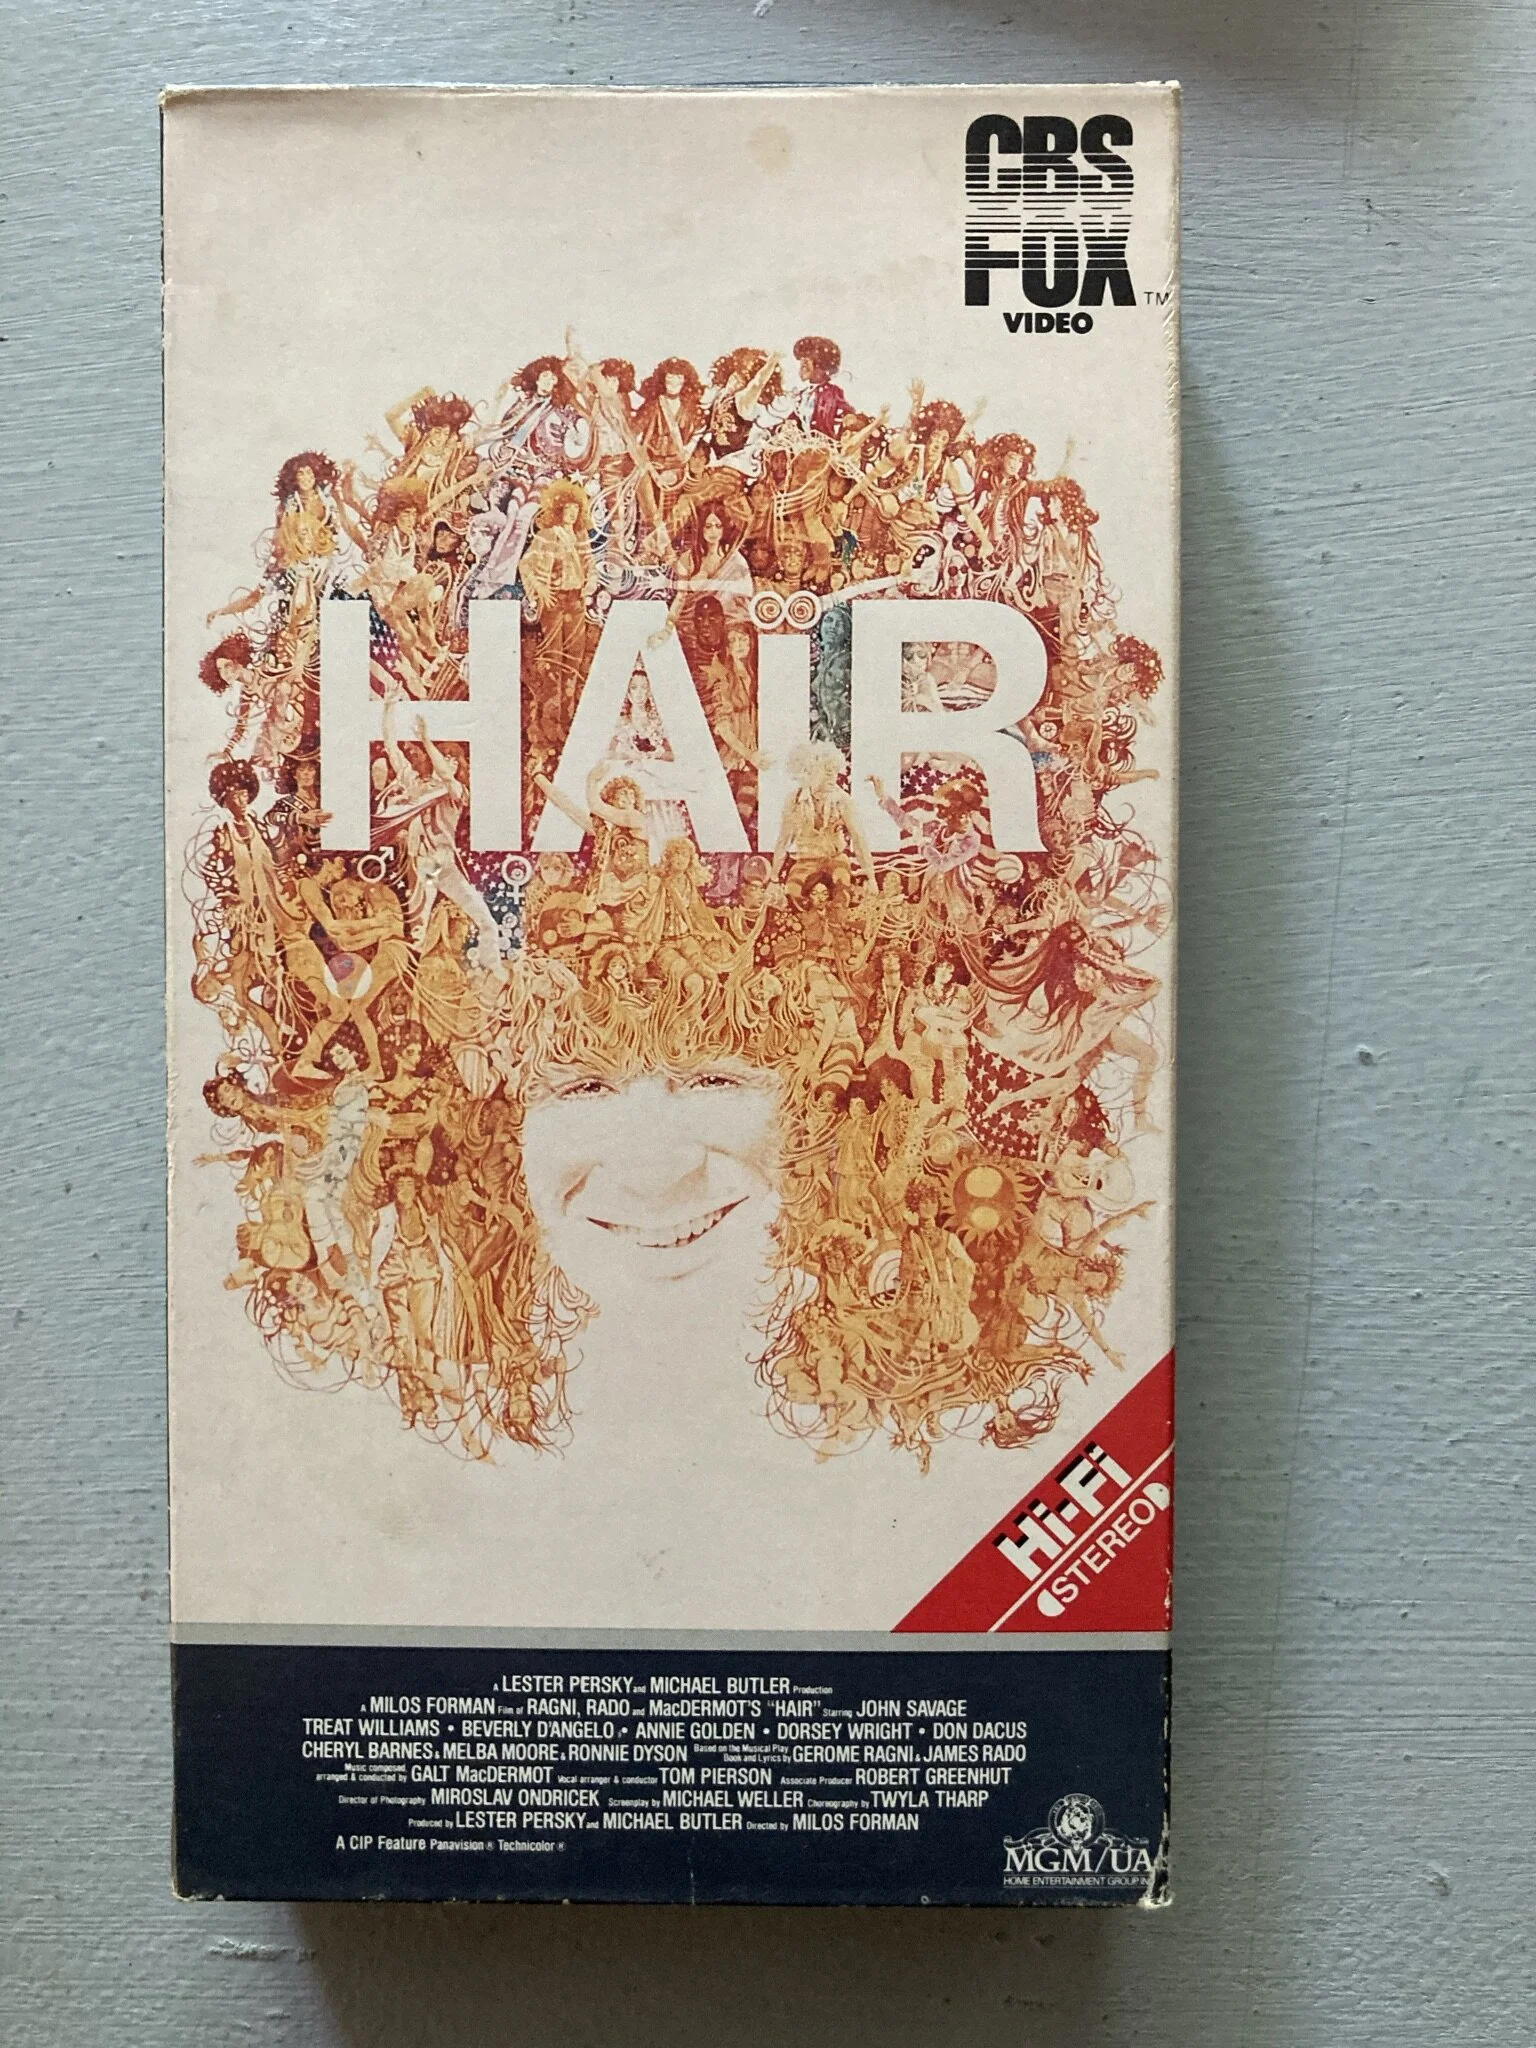 CBS
FOX
VIDEO
TM
HAïR
Hi-Fi
STEREO
A LESTER PERSKY and MICHAEL BUTLER Production
A MILOS FORMAN Film of RAGNI, RADO and MacDERMOT'S "HAIR" Starring JOHN SAVAGE
TREAT WILLIAMS • BEVERLY D'ANGELO • ANNIE GOLDEN • DORSEY WRIGHT • DON DACUS
CHERYL BARNES & MELBA MOORE & RONNIE DYSON Based on the Musical Play Book and Lyrics by GEROME RAGNI & JAMES RADO
Music composed, arranged & conducted by GALT MacDERMOT Vocal arranger & conductor TOM PIERSON Associate Producer ROBERT GREENHUT
Director of Photography MIROSLAV ONDRICEK Screenplay by MICHAEL WELLER Choreography by TWYLA THARP
Produced by LESTER PERSKY and MICHAEL BUTLER Directed by MILOS FORMAN
A CIP Feature Panavision® Technicolor®
MGM/UA
HOME ENTERTAINMENT GROUP IN